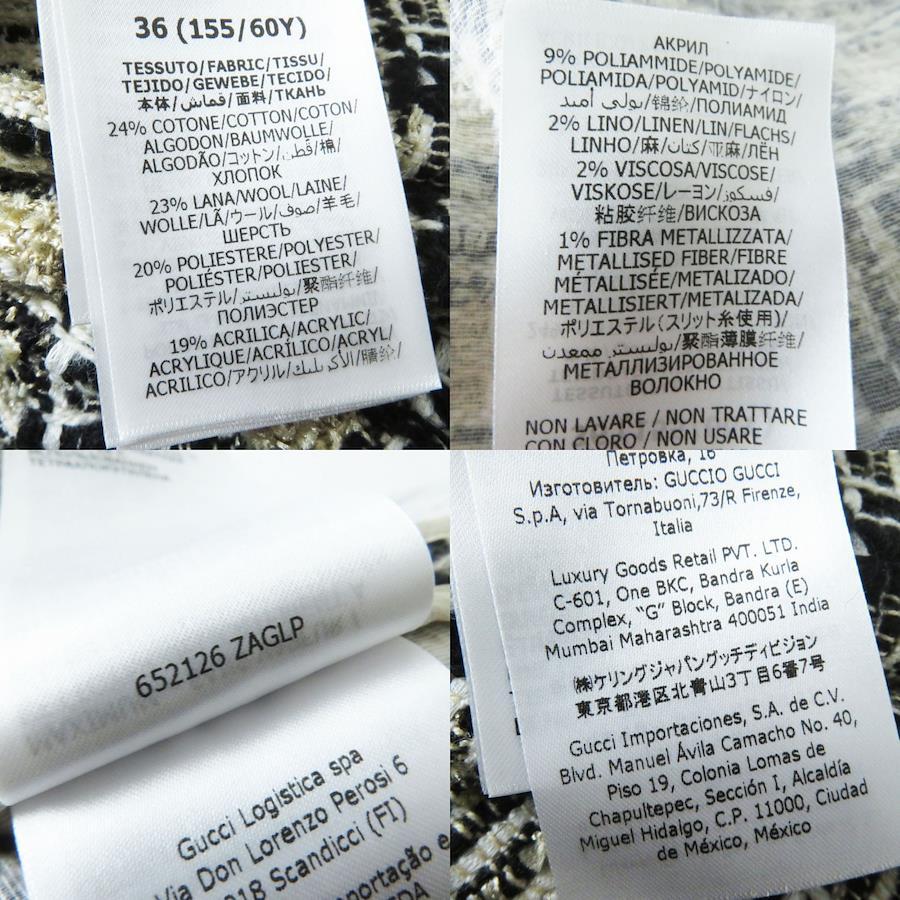 36 (155/60Y)
TESSUTO/FABRIC/TISSU/
TEJIDO/GEWEBE/TECIDO/
本体/قماش/面料/ТКАНЬ
24% COTONE/COTTON/COTON/
ALGODON/BAUMWOLLE/
ALGODÃO/コットン/قطن/棉/
ХЛОПОК
23% LANA/WOOL/LAINE/
WOLLE/LÃ/ウール/صوف/羊毛/
ШЕРСТЬ
20% POLIESTERE/POLYESTER/
POLIÉSTER/POLIESTER/
ポリエステル/بوليستر/聚酯纤维/
ПОЛИЭСТЕР
19% ACRILICA/ACRYLIC/
ACRYLIQUE/ACRÍLICO/ACRYL/
ACRILICO/アクリル/الأكريليك/腈纶/
АКРИЛ
9% POLIAMMIDE/POLYAMIDE/
POLIAMIDA/POLYAMID/ナイロン/
بولي أميد/锦纶/ПОЛИАМИД
2% LINO/LINEN/LIN/FLACHS/
LINHO/麻/كتان/亚麻/ЛЁН
2% VISCOSA/VISCOSE/
VISKOSE/レーヨン/فسكوز/
粘胶纤维/ВИСКОЗА
1% FIBRA METALLIZZATA/
METALLISED FIBER/FIBRE
METALLISÉE/METALIZADO/
METALLISIERT/METALIZADA/
ポリエステル(スリット糸使用)/
بوليستر ممعدن/聚酯薄膜纤维/
МЕТАЛЛИЗИРОВАННОЕ
ВОЛОКНО
NON LAVARE / NON TRATTARE
CON CLORO / NON USARE
652126 ZAGLP
Gucci Logistica spa
Via Don Lorenzo Perosi 6
018 Scandicci (FI)
portação e
Петровка, 16
Изготовитель: GUCCIO GUCCI
S.p.A, via Tornabuoni,73/R Firenze,
Italia
Luxury Goods Retail PVT. LTD.
C-601, One BKC, Bandra Kurla
Complex, "G" Block, Bandra (E)
Mumbai Maharashtra 400051 India
㈱ケリングジャパングッチディビジョン
東京都港区北青山3丁目6番7号
Gucci Importaciones, S.A. de C.V.
Blvd. Manuel Ávila Camacho No. 40,
Piso 19, Colonia Lomas de
Chapultepec, Sección I, Alcaldía
Miguel Hidalgo, C.P. 11000, Ciudad
de México, México